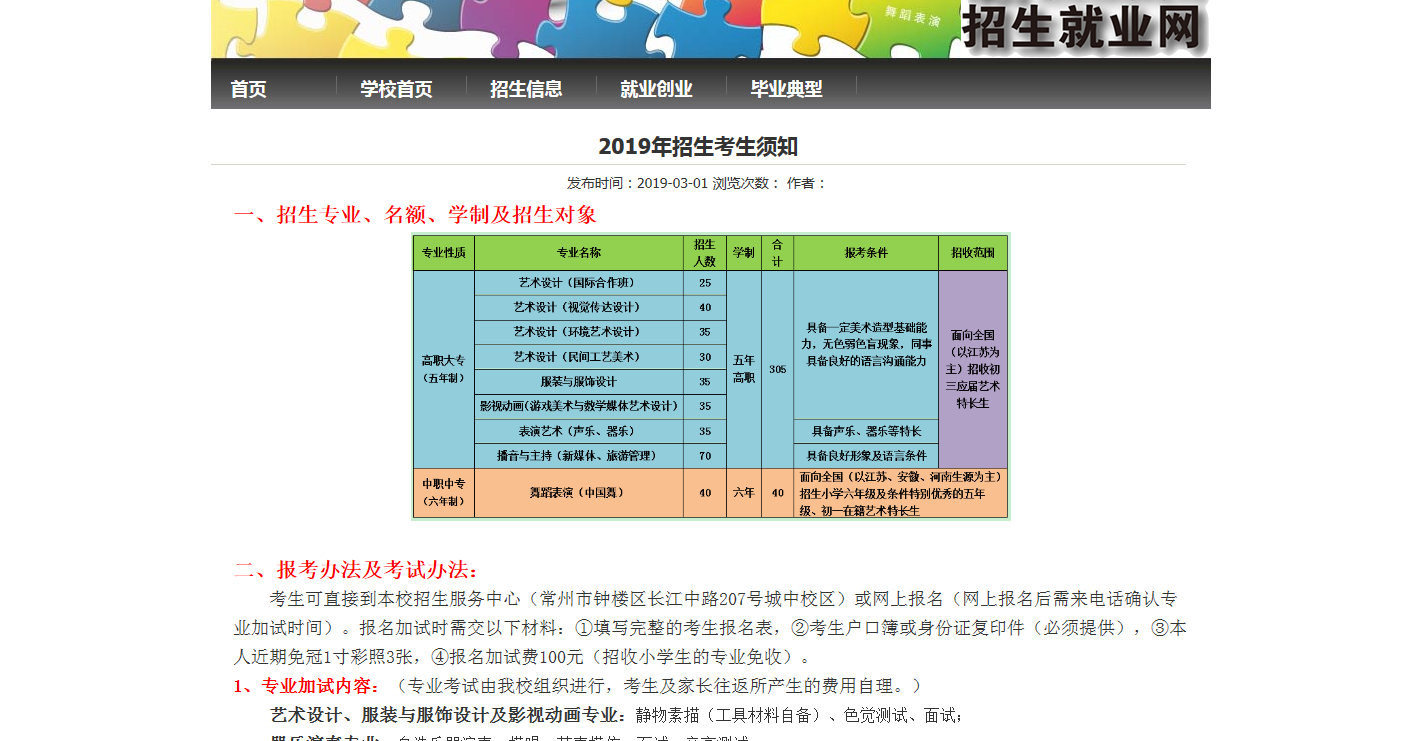 舞蹈表演
招生就业网
首页 学校首页 招生信息 就业创业 毕业典型
2019年招生考生须知
发布时间：2019-03-01 浏览次数： 作者：
一、招生专业、名额、学制及招生对象
专业性质 专业名称 招生人数 学制 合计 报考条件 招收范围
高职大专（五年制）
艺术设计（国际合作班） 25
艺术设计（视觉传达设计） 40
艺术设计（环境艺术设计） 35
艺术设计（民间工艺美术） 30
服装与服饰设计 35
影视动画(游戏美术与数学媒体艺术设计) 35
表演艺术（声乐、器乐） 35
播音与主持（新媒体、旅游管理） 70
五年高职
305
具备一定美术造型基础能
力，无色弱色盲现象，同事
具备良好的语言沟通能力
具备声乐、器乐等特长
具备良好形象及语言条件
面向全国
（以江苏为
主）招收初
三应届艺术
特长生
中职中专（六年制） 舞蹈表演（中国舞） 40 六年 40
面向全国（以江苏、安徽、河南生源为主）
招生小学六年级及条件特别优秀的五年
级、初一在籍艺术特长生
二、报考办法及考试办法：
考生可直接到本校招生服务中心（常州市钟楼区长江中路207号城中校区）或网上报名（网上报名后需来电话确认专
业加试时间）。报名加试时需交以下材料：①填写完整的考生报名表，②考生户口簿或身份证复印件（必须提供），③本
人近期免冠1寸彩照3张，④报名加试费100元（招收小学生的专业免收）。
1、专业加试内容：（专业考试由我校组织进行，考生及家长往返所产生的费用自理。）
艺术设计、服装与服饰设计及影视动画专业：静物素描（工具材料自备）、色觉测试、面试；